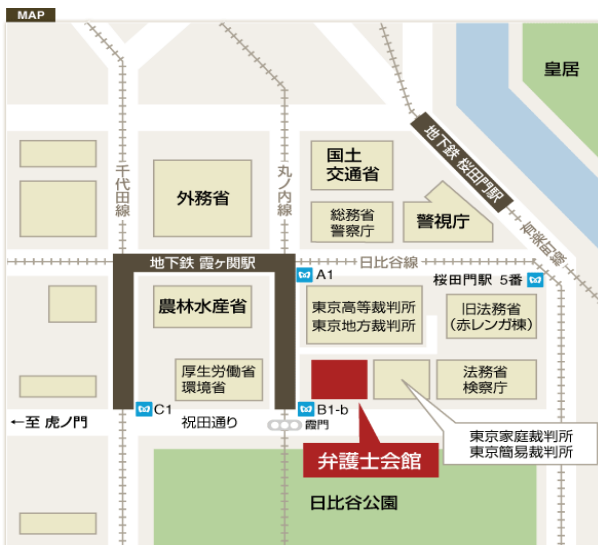 MAP
皇居
地下鉄 桜田門駅
国土
交通省
千代田線
丸ノ内線
外務省
総務省
警察庁
警視庁
有楽町線
地下鉄 霞ヶ関駅
日比谷線
A1
桜田門駅 5番
農林水産省
東京高等裁判所
東京地方裁判所
旧法務省
(赤レンガ棟)
厚生労働省
環境省
法務省
検察庁
C1
B1-b
←至 虎ノ門
祝田通り
霞門
東京家庭裁判所
東京簡易裁判所
弁護士会館
日比谷公園